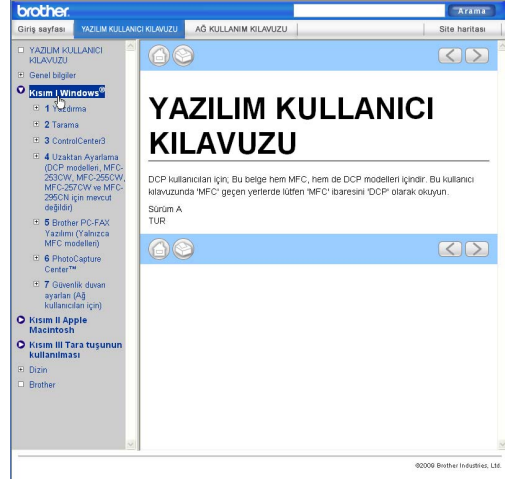 brother
Arama
Giriş sayfası
YAZILIM KULLANICI KILAVUZU
AĞ KULLANIM KILAVUZU
Site haritası
YAZILIM KULLANICI
KILAVUZU
Genel bilgiler
Kısım I Windows®
1 Yazdırma
2 Tarama
3 ControlCenter3
4 Uzaktan Ayarlama
(DCP modelleri, MFC-
253CW, MFC-255CW,
MFC-257CW ve MFC-
295CN için mevcut
değildir)
5 Brother PC-FAX
Yazılımı (Yalnızca
MFC modelleri)
6 PhotoCapture
Center™
7 Güvenlik duvarı
ayarları (Ağ
kullanıcıları için)
Kısım II Apple
Macintosh
Kısım III Tara tuşunun
kullanılması
Dizin
Brother
YAZILIM KULLANICI
KILAVUZU
DCP kullanıcıları için; Bu belge hem MFC, hem de DCP modelleri içindir. Bu kullanıcı
kılavuzunda 'MFC' geçen yerlerde lütfen 'MFC' ibaresini 'DCP' olarak okuyun.
Sürüm A
TUR
©2009 Brother Industries, Ltd.